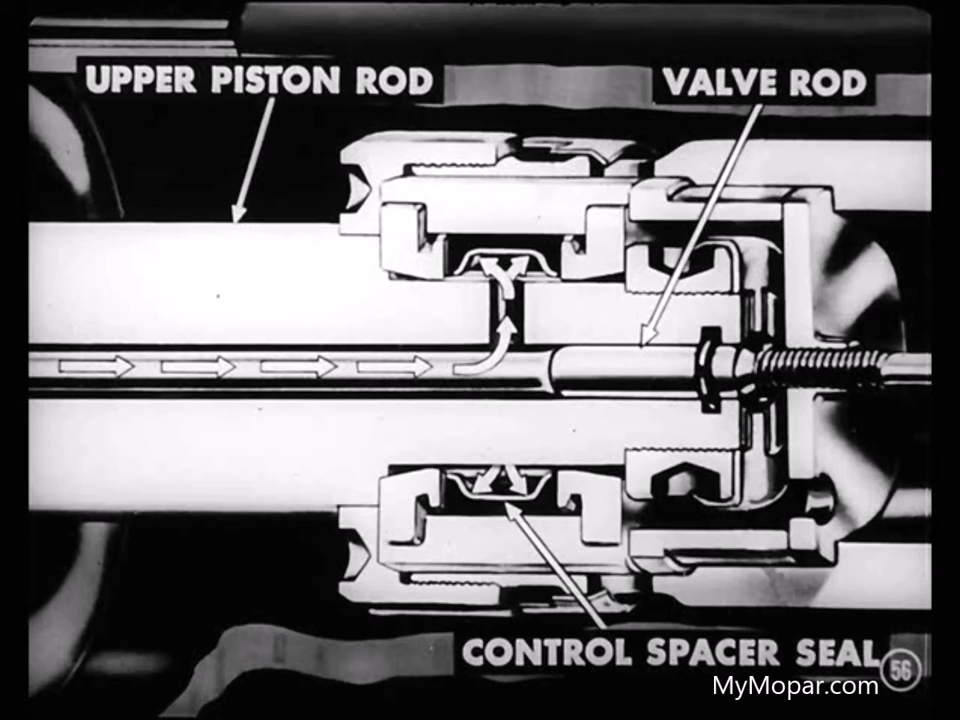 UPPER PISTON ROD
VALVE ROD
CONTROL SPACER SEAL
56
MyMopar.com